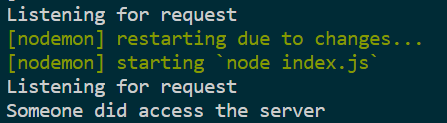 Listening for request
[nodemon] restarting due to changes...
[nodemon] starting `node index.js`
Listening for request
Someone did access the server